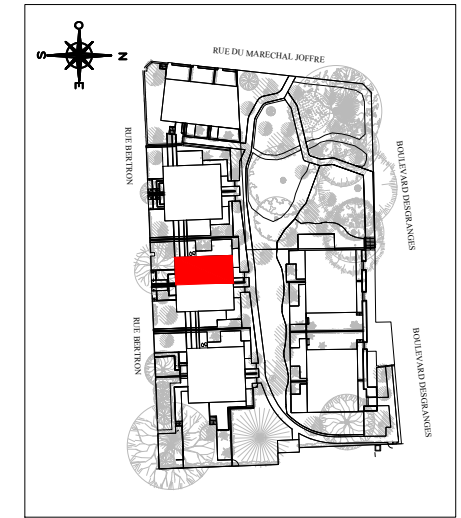 O
S
N
E
RUE DU MARECHAL JOFFRE
RUE BERTRON
BOULEVARD DESGRANGES
RUE BERTRON
BOULEVARD DESGRANGES